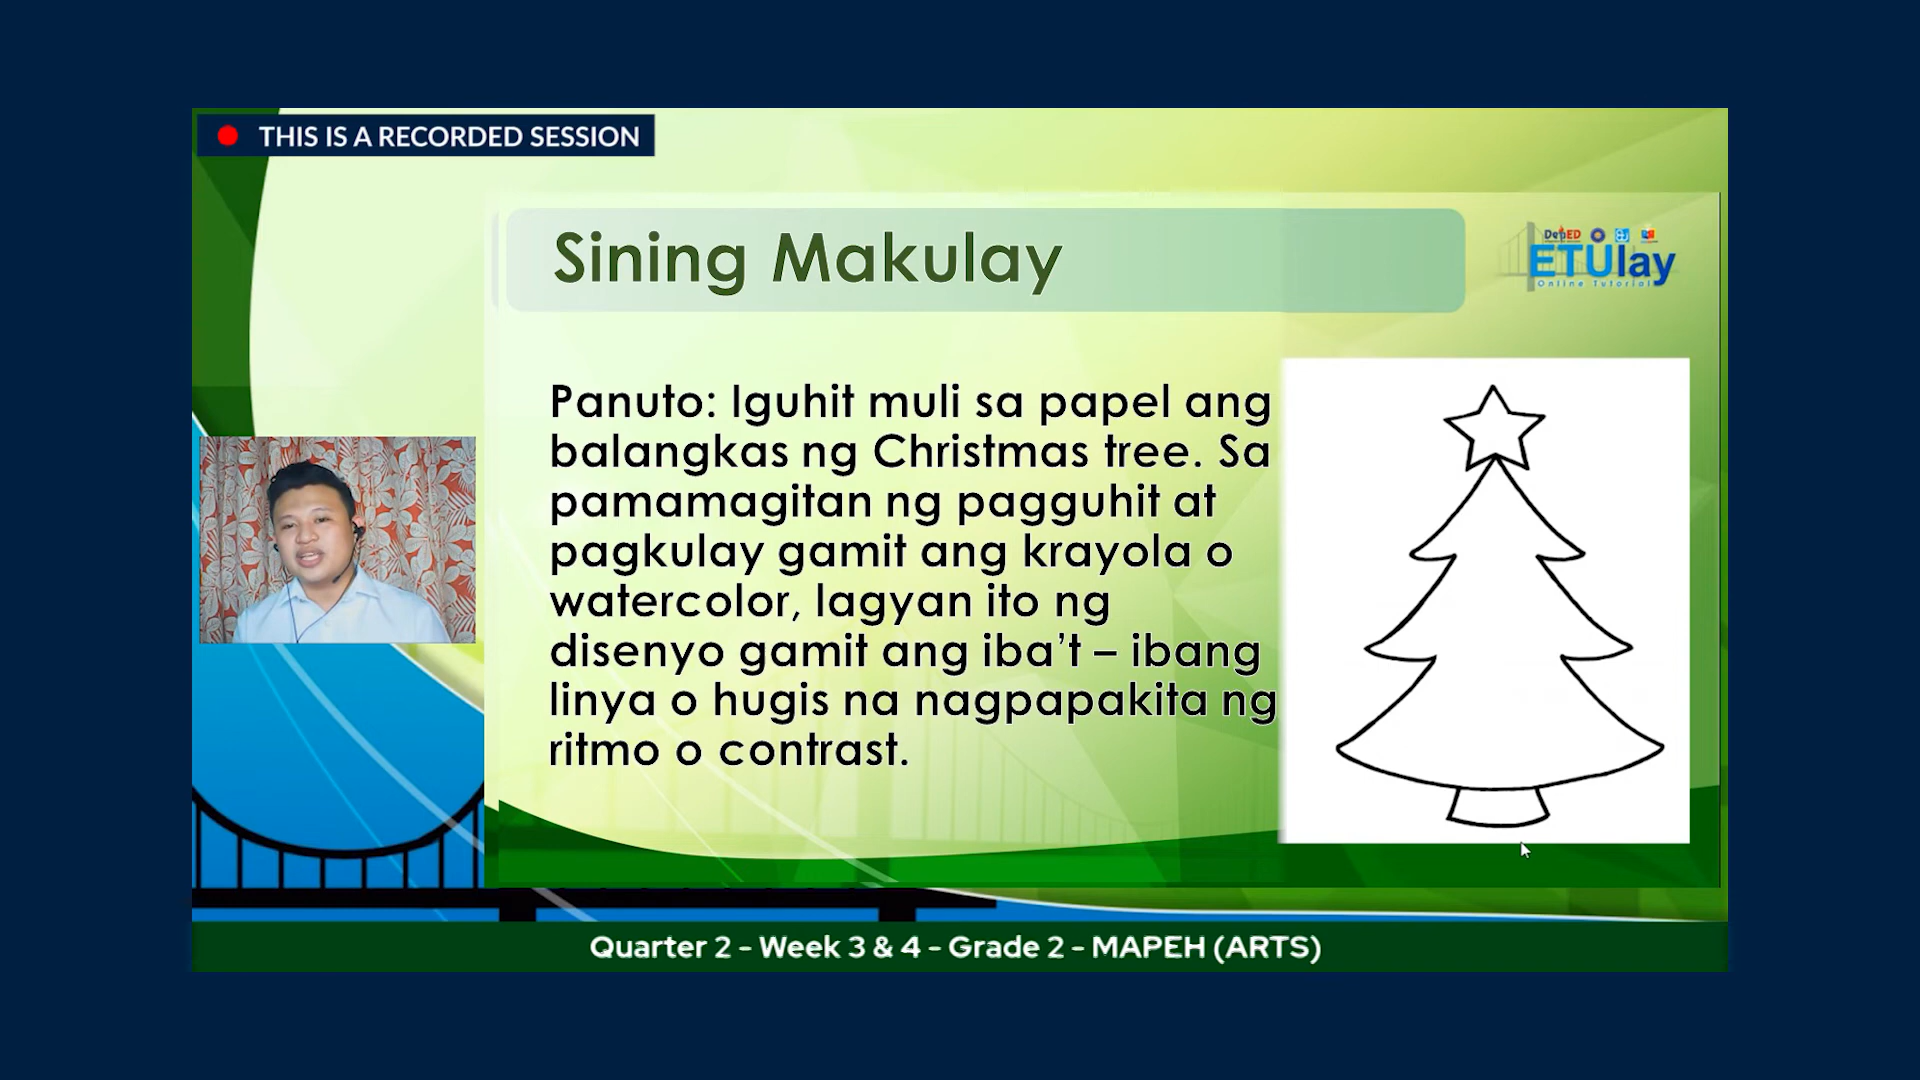 THIS IS A RECORDED SESSION
Sining Makulay
DepED
ETUlay
Online Tutorial
Panuto: Iguhit muli sa papel ang
balangkas ng Christmas tree. Sa
pamamagitan ng pagguhit at
pagkulay gamit ang krayola o
watercolor, lagyan ito ng
disenyo gamit ang iba’t – ibang
linya o hugis na nagpapakita ng
ritmo o contrast.
Quarter 2 - Week 3 & 4 - Grade 2 - MAPEH (ARTS)